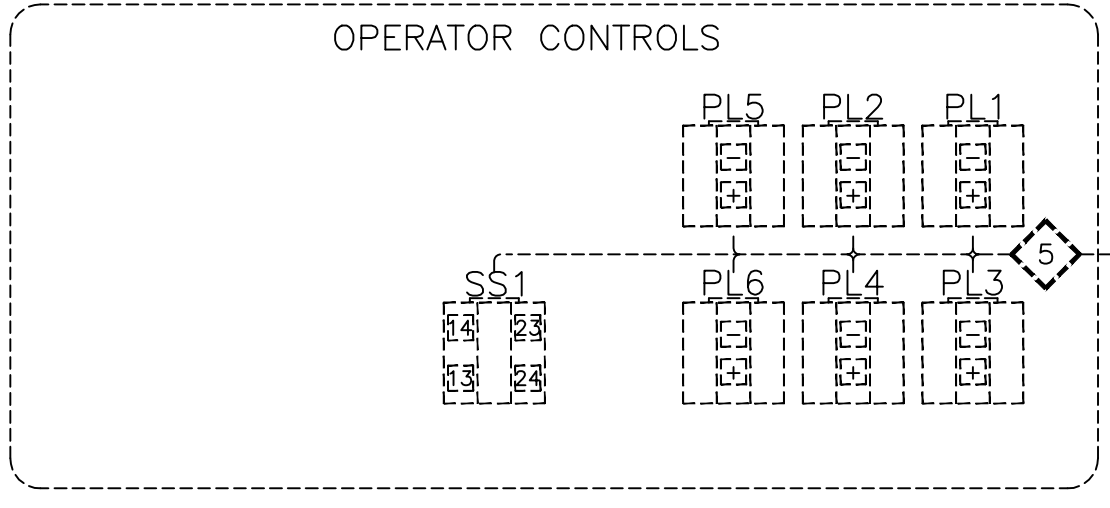 OPERATOR CONTROLS
PL5 PL2 PL1
- - -
+ + +
5
SS1 PL6 PL4 PL3
14 23 - - -
13 24 + + +